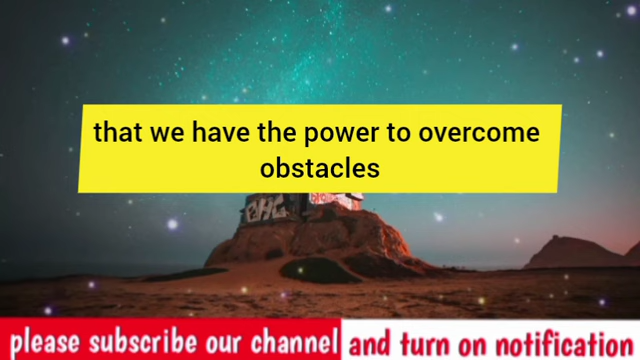 that we have the power to overcome
obstacles
please subscribe our channel and turn on notification